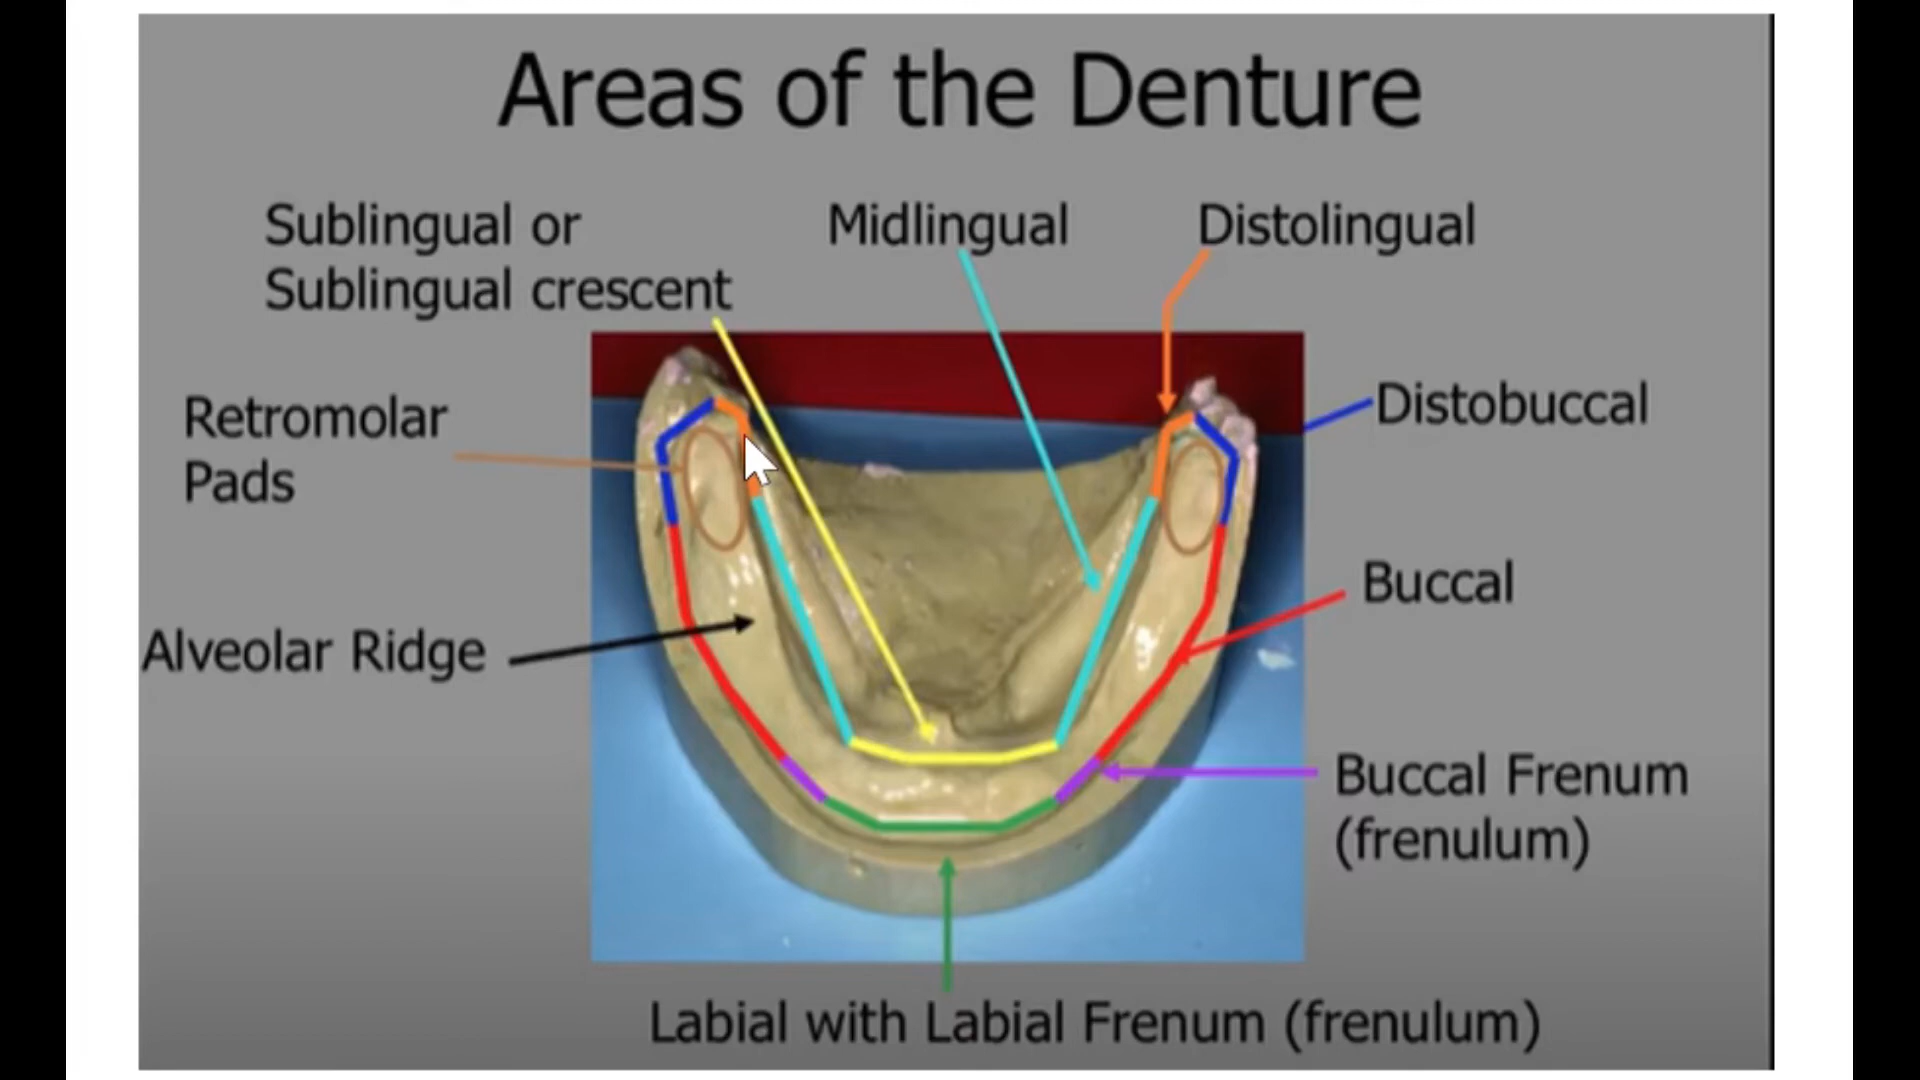 Areas of the Denture
Sublingual or
Sublingual crescent
Midlingual
Distolingual
Retromolar
Pads
Distobuccal
Alveolar Ridge
Buccal
Buccal Frenum
(frenulum)
Labial with Labial Frenum (frenulum)